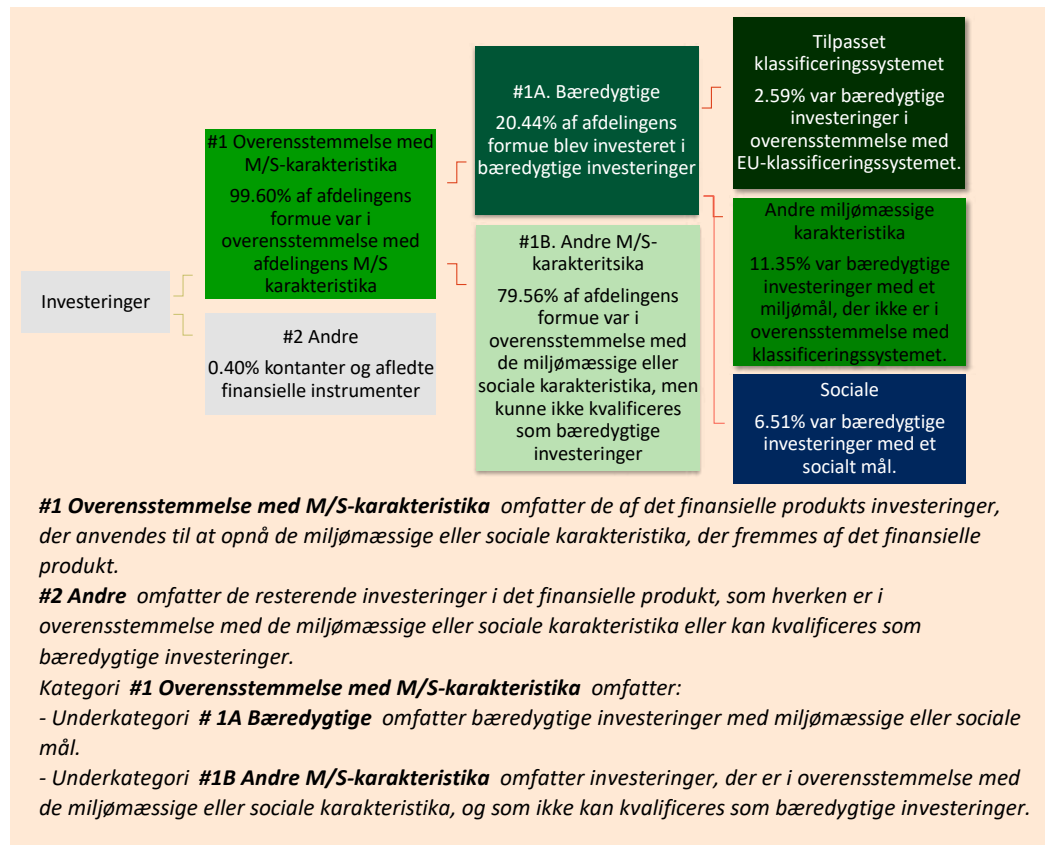 Investeringer
#1 Overensstemmelse med
M/S-karakteristika
99.60% af afdelingens
formue var i
overensstemmelse med
afdelingens M/S
karakteristika
#2 Andre
0.40% kontanter og afledte
finansielle instrumenter
#1A. Bæredygtige
20.44% af afdelingens
formue blev investeret i
bæredygtige investeringer
#1B. Andre M/S-
karakteritsika
79.56% af afdelingens
formue var i
overensstemmelse med
de miljømæssige eller
sociale karakteristika, men
kunne ikke kvalificeres
som bæredygtige
investeringer
Tilpasset
klassificeringssystemet
2.59% var bæredygtige
investeringer i
overensstemmelse med
EU-klassificeringssystemet.
Andre miljømæssige
karakteristika
11.35% var bæredygtige
investeringer med et
miljømål, der ikke er i
overensstemmelse med
klassificeringssystemet.
Sociale
6.51% var bæredygtige
investeringer med et
socialt mål.
#1 Overensstemmelse med M/S-karakteristika omfatter de af det finansielle produkts investeringer,
der anvendes til at opnå de miljømæssige eller sociale karakteristika, der fremmes af det finansielle
produkt.
#2 Andre omfatter de resterende investeringer i det finansielle produkt, som hverken er i
overensstemmelse med de miljømæssige eller sociale karakteristika eller kan kvalificeres som
bæredygtige investeringer.
Kategori #1 Overensstemmelse med M/S-karakteristika omfatter:
- Underkategori # 1A Bæredygtige omfatter bæredygtige investeringer med miljømæssige eller sociale
mål.
- Underkategori #1B Andre M/S-karakteristika omfatter investeringer, der er i overensstemmelse med
de miljømæssige eller sociale karakteristika, og som ikke kan kvalificeres som bæredygtige investeringer.